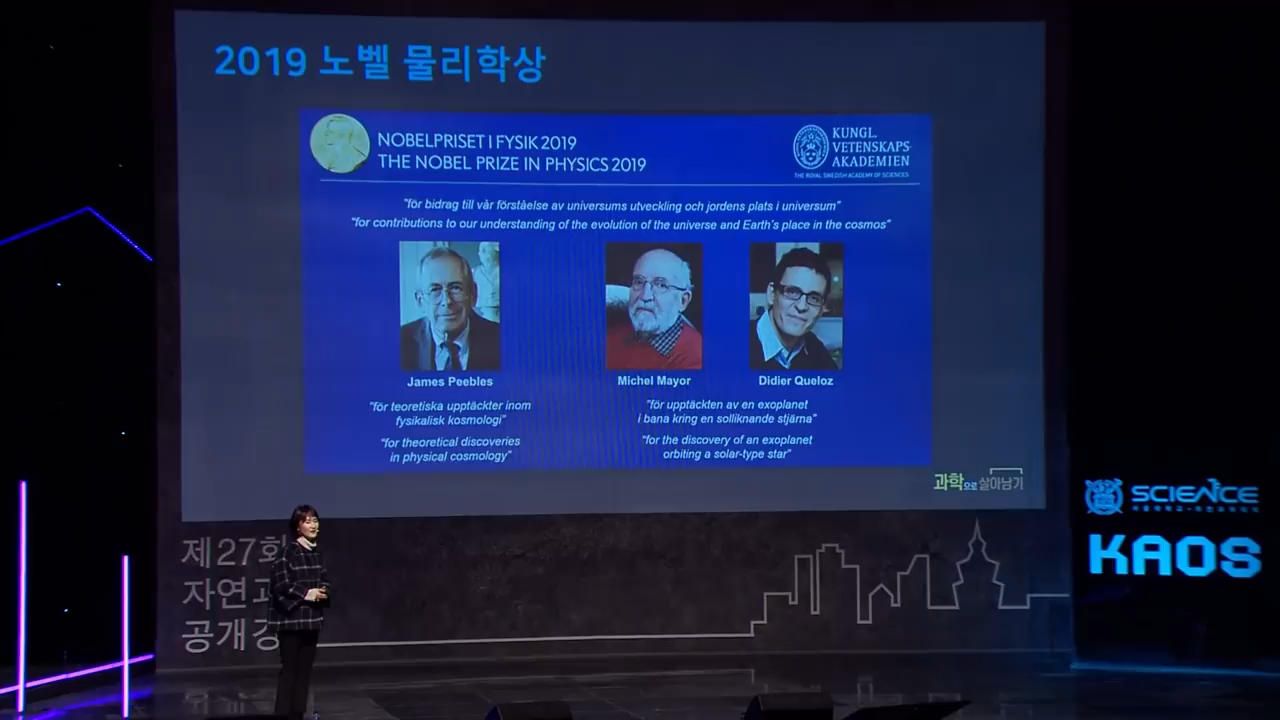 2019 노벨 물리학상
NOBELPRISET I FYSIK 2019
THE NOBEL PRIZE IN PHYSICS 2019
KUNGL.
VETENSKAPS-
AKADEMIEN
THE ROYAL SWEDISH ACADEMY OF SCIENCES
"för bidrag till vår förståelse av universums utveckling och jordens plats i universum"
"for contributions to our understanding of the evolution of the universe and Earth's place in the cosmos"
James Peebles
"för teoretiska upptäckter inom
fysikalisk kosmologi"
"for theoretical discoveries
in physical cosmology"
Michel Mayor
Didier Queloz
"för upptäckten av en exoplanet
i bana kring en solliknande stjärna"
"for the discovery of an exoplanet
orbiting a solar-type star"
과학으로 살아남기
제27회
자연과
공개강
SCIENCE
KAOS